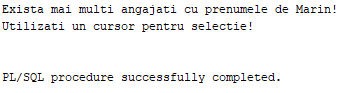 Exista mai multi angajati cu prenumele de Marin!
Utilizati un cursor pentru selectie!
PL/SQL procedure successfully completed.